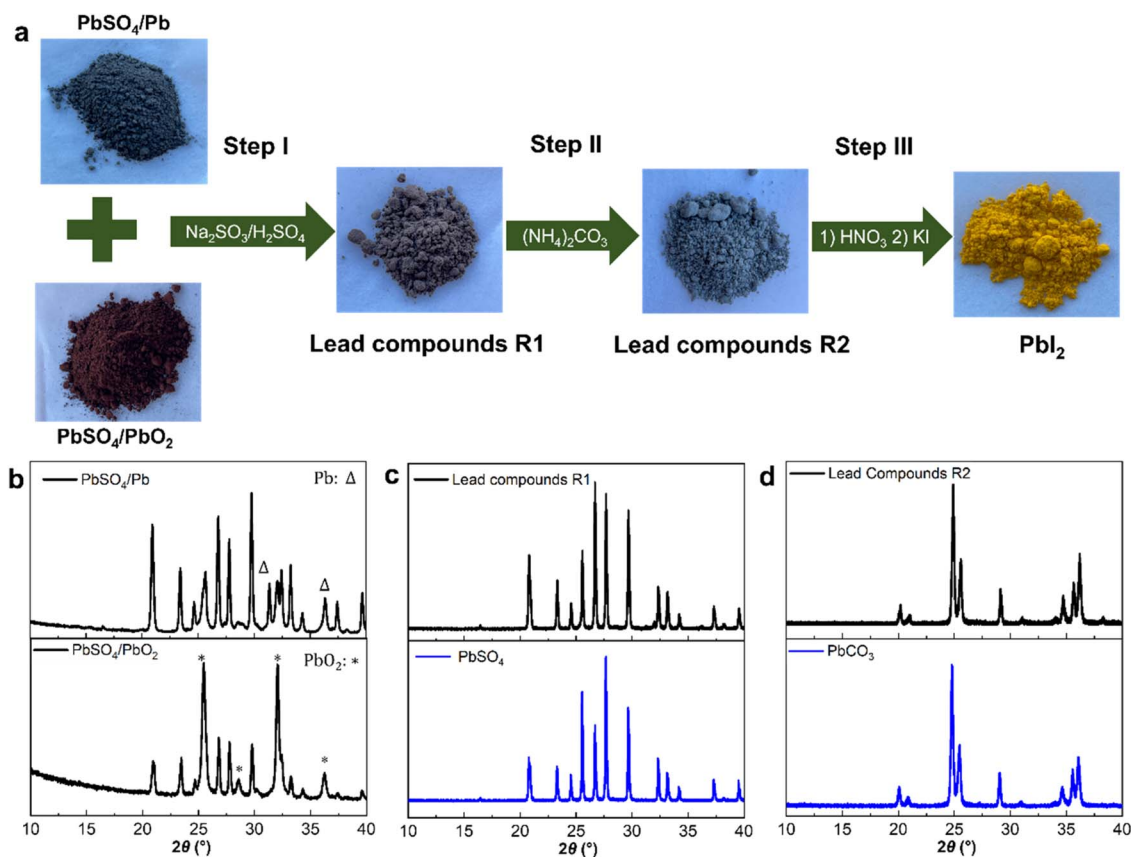 a
PbSO₄/Pb
Step I
Step II
Step III
Na₂SO₃/H₂SO₄
(NH₄)₂CO₃
1) HNO₃ 2) KI
Lead compounds R1
Lead compounds R2
PbI₂
PbSO₄/PbO₂
b
PbSO₄/Pb
Pb: Δ
Δ
Δ
PbSO₄/PbO₂
PbO₂: *
*
*
*
*
10 15 20 25 30 35 40
2θ (°)
c
Lead compounds R1
PbSO₄
10 15 20 25 30 35 40
2θ (°)
d
Lead Compounds R2
PbCO₃
10 15 20 25 30 35 40
2θ (°)